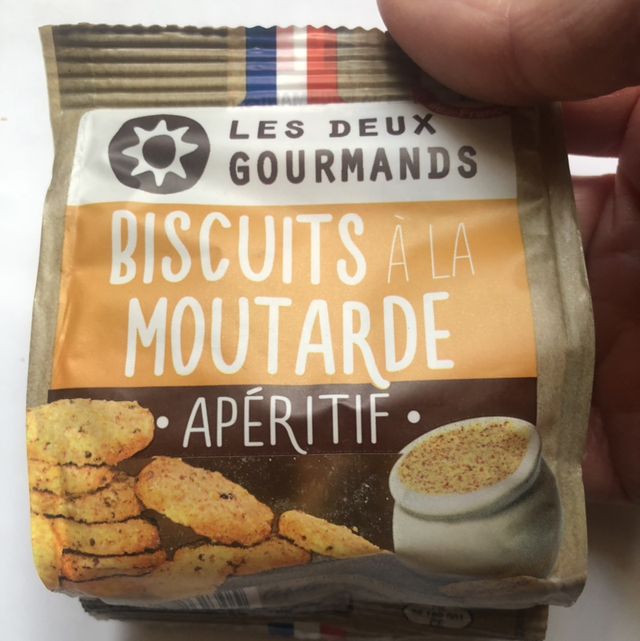 LES DEUX
GOURMANDS
BISCUITS À LA
MOUTARDE
• APÉRITIF •